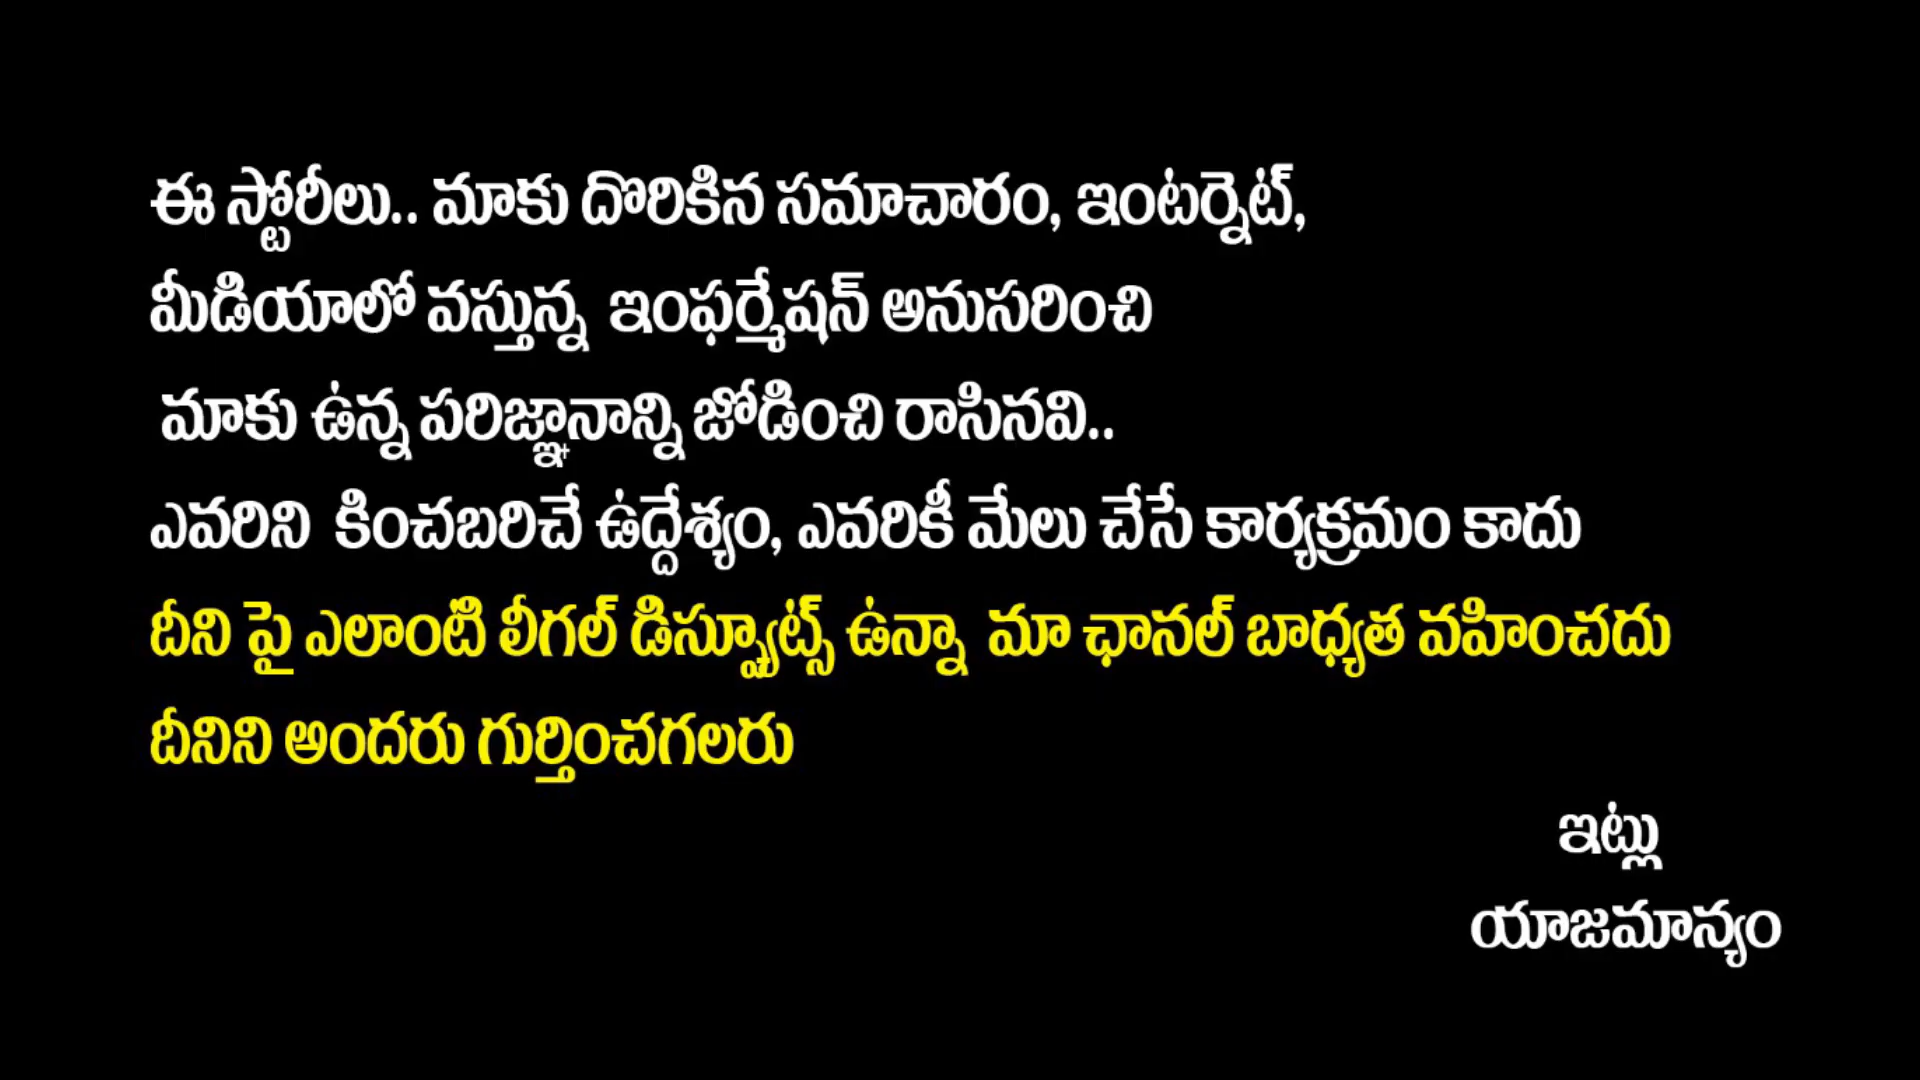 ఈ స్టోరీలు.. మాకు దొరికిన సమాచారం, ఇంటర్నెట్,
మీడియాలో వస్తున్న ఇంఫర్మేషన్ అనుసరించి
మాకు ఉన్న పరిజ్ఞానాన్ని జోడించి రాసినవి..
ఎవరిని కించబరిచే ఉద్దేశ్యం, ఎవరికీ మేలు చేసే కార్యక్రమం కాదు
దీని పై ఎలాంటి లీగల్ డిస్ప్యూట్స్ ఉన్నా మా ఛానల్ బాధ్యత వహించదు
దీనిని అందరు గుర్తించగలరు
ఇట్లు
యాజమాన్యం